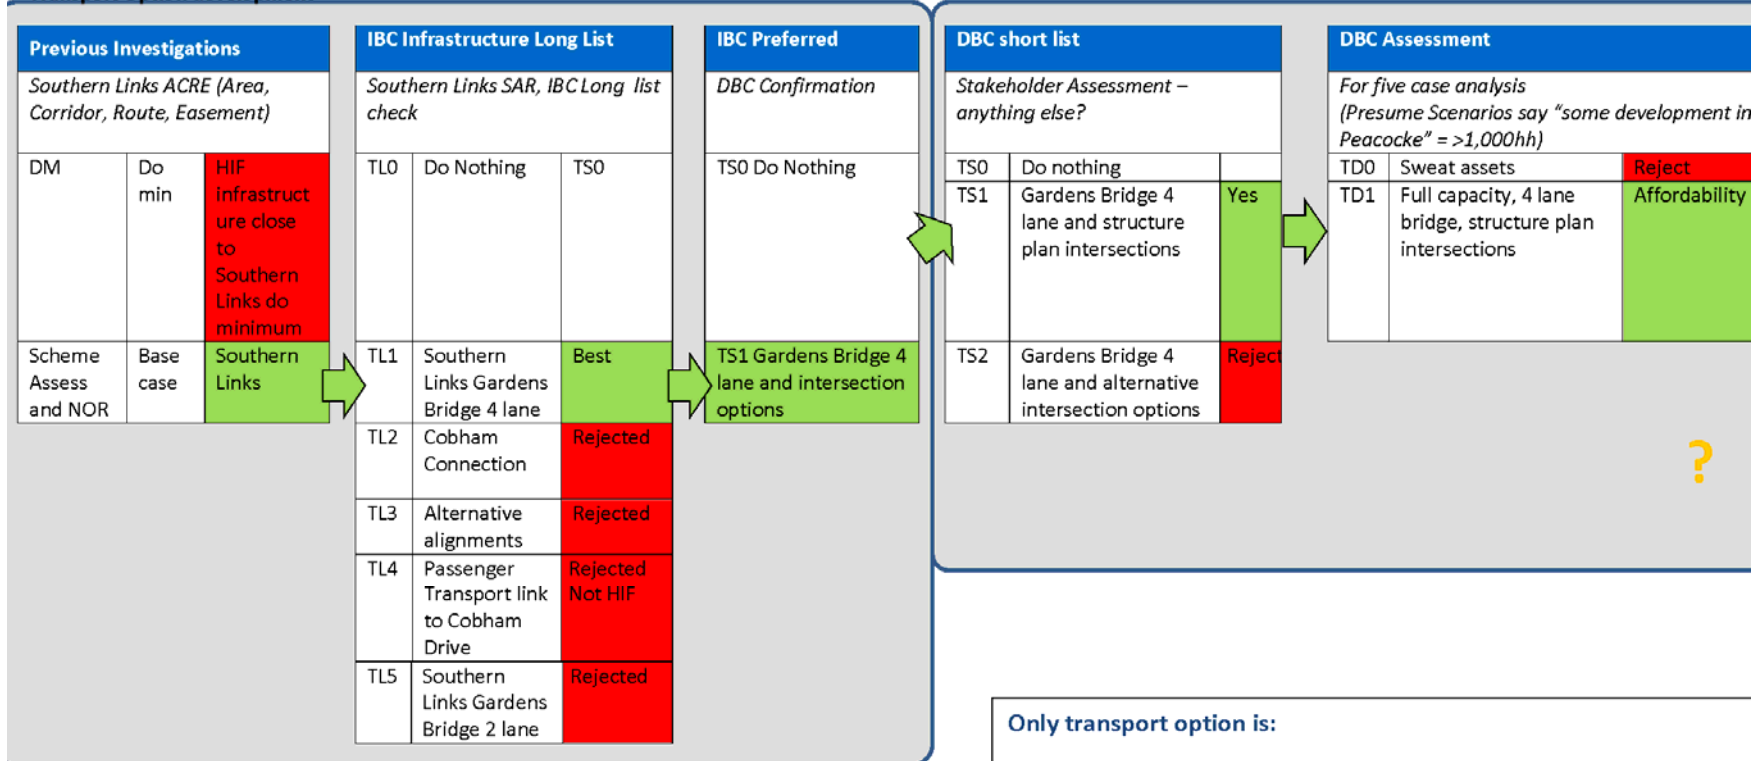 Previous Investigations
Southern Links ACRE (Area,
Corridor, Route, Easement)
DM
Do
min
HIF
infrastruct
ure close
to
Southern
Links do
minimum
Scheme
Assess
and NOR
Base
case
Southern
Links
IBC Infrastructure Long List
Southern Links SAR, IBC Long list
check
TL0
Do Nothing
TS0
TL1
Southern
Links Gardens
Bridge 4 lane
Best
TL2
Cobham
Connection
Rejected
TL3
Alternative
alignments
Rejected
TL4
Passenger
Transport link
to Cobham
Drive
Rejected
Not HIF
TL5
Southern
Links Gardens
Bridge 2 lane
Rejected
IBC Preferred
DBC Confirmation
TS0 Do Nothing
TS1 Gardens Bridge 4
lane and intersection
options
DBC short list
Stakeholder Assessment –
anything else?
TS0
Do nothing
TS1
Gardens Bridge 4
lane and structure
plan intersections
Yes
TS2
Gardens Bridge 4
lane and alternative
intersection options
Reject
DBC Assessment
For five case analysis
(Presume Scenarios say “some development in
Peacocke” = >1,000hh)
TD0
Sweat assets
Reject
TD1
Full capacity, 4 lane
bridge, structure plan
intersections
Affordability
?
Only transport option is: